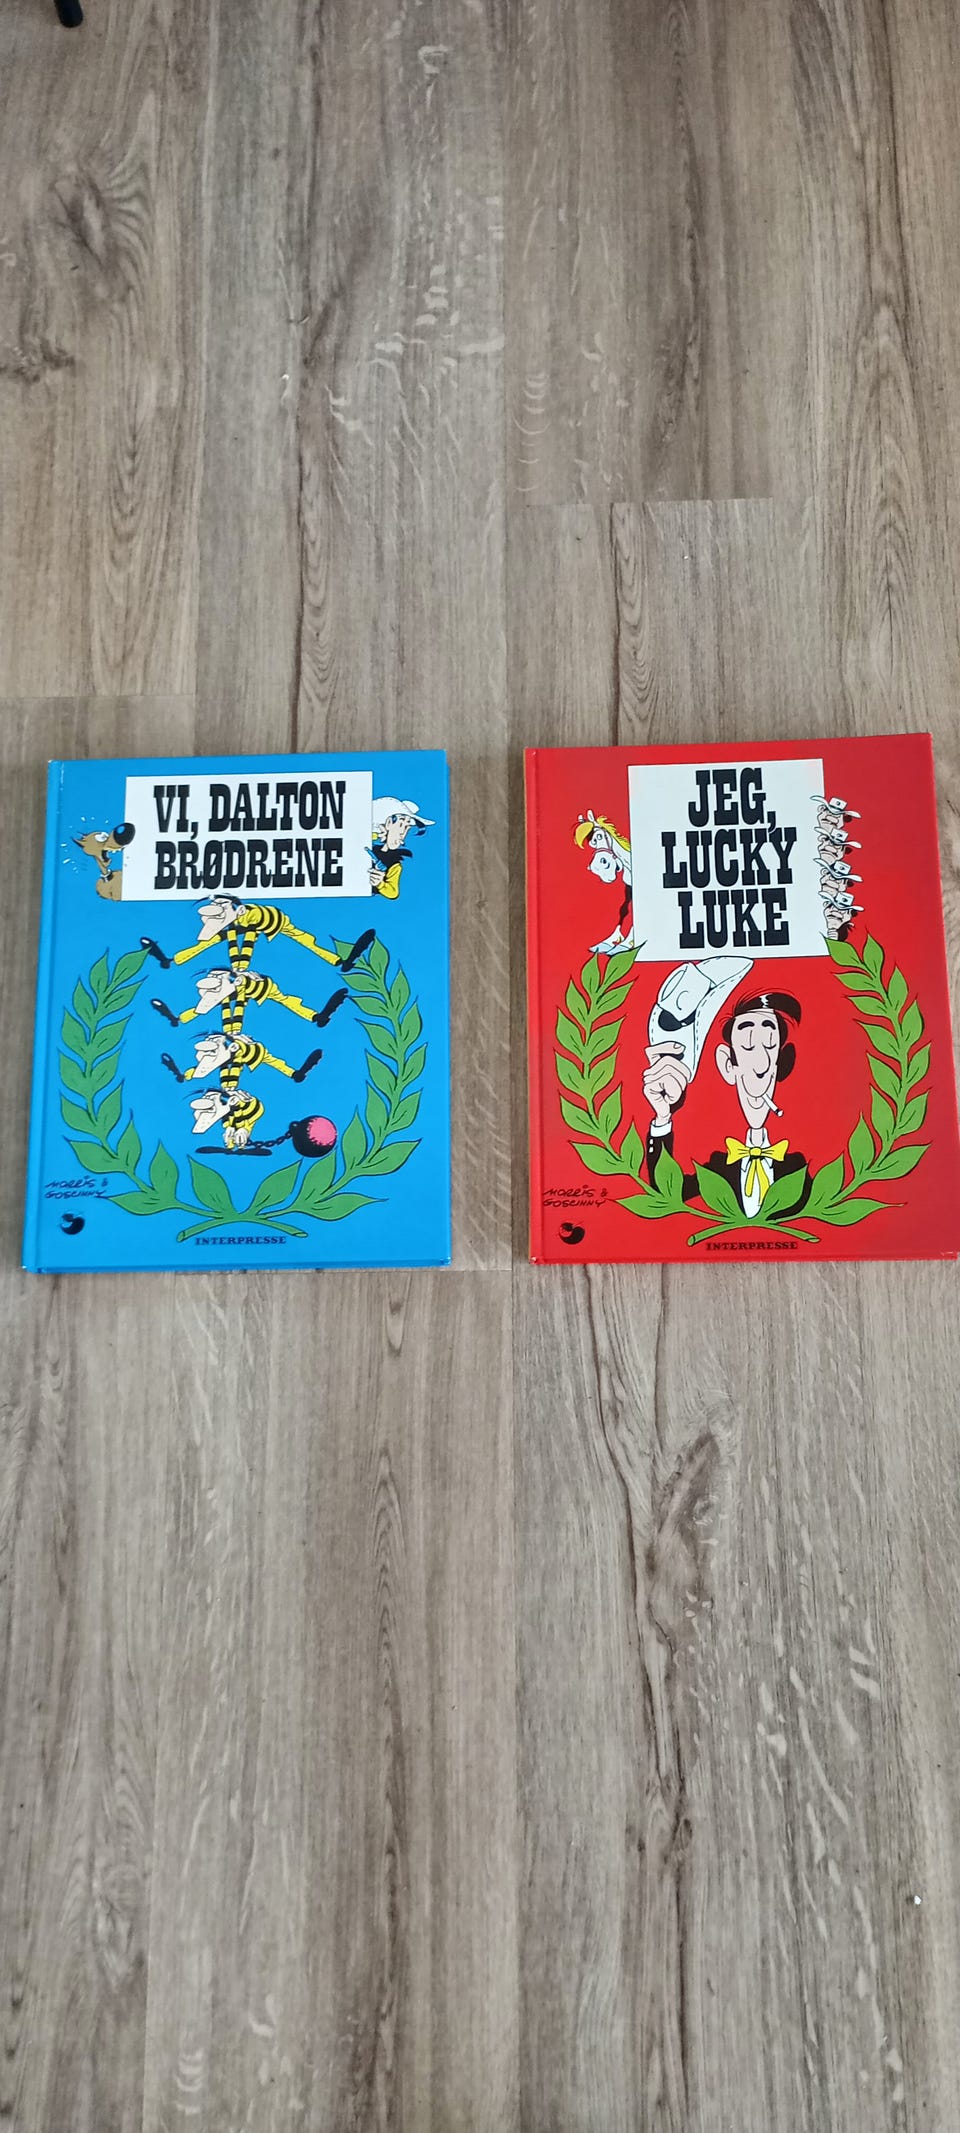 VI, DALTON
BRØDRENE
MORRIS &
GOSCINNY
INTERPRESSE
JEG,
LUCKY
LUKE
MORRIS &
GOSCINNY
INTERPRESSE